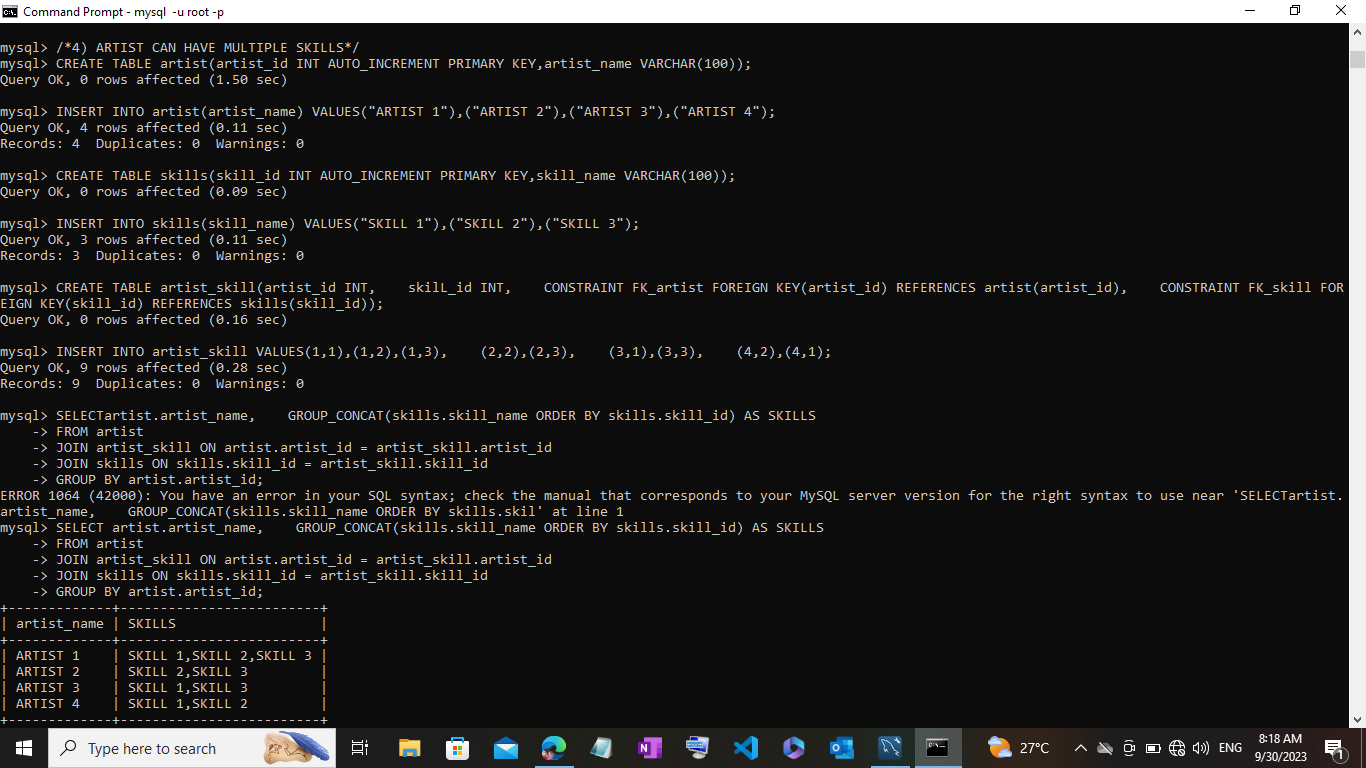 Command Prompt - mysql -u root -p
mysql> /*4) ARTIST CAN HAVE MULTIPLE SKILLS*/
mysql> CREATE TABLE artist(artist_id INT AUTO_INCREMENT PRIMARY KEY,artist_name VARCHAR(100));
Query OK, 0 rows affected (1.50 sec)
mysql> INSERT INTO artist(artist_name) VALUES("ARTIST 1"),("ARTIST 2"),("ARTIST 3"),("ARTIST 4");
Query OK, 4 rows affected (0.11 sec)
Records: 4  Duplicates: 0  Warnings: 0
mysql> CREATE TABLE skills(skill_id INT AUTO_INCREMENT PRIMARY KEY,skill_name VARCHAR(100));
Query OK, 0 rows affected (0.09 sec)
mysql> INSERT INTO skills(skill_name) VALUES("SKILL 1"),("SKILL 2"),("SKILL 3");
Query OK, 3 rows affected (0.11 sec)
Records: 3  Duplicates: 0  Warnings: 0
mysql> CREATE TABLE artist_skill(artist_id INT,    skilL_id INT,    CONSTRAINT FK_artist FOREIGN KEY(artist_id) REFERENCES artist(artist_id),    CONSTRAINT FK_skill FOR
EIGN KEY(skill_id) REFERENCES skills(skill_id));
Query OK, 0 rows affected (0.16 sec)
mysql> INSERT INTO artist_skill VALUES(1,1),(1,2),(1,3),    (2,2),(2,3),    (3,1),(3,3),    (4,2),(4,1);
Query OK, 9 rows affected (0.28 sec)
Records: 9  Duplicates: 0  Warnings: 0
mysql> SELECTartist.artist_name,    GROUP_CONCAT(skills.skill_name ORDER BY skills.skill_id) AS SKILLS
    -> FROM artist
    -> JOIN artist_skill ON artist.artist_id = artist_skill.artist_id
    -> JOIN skills ON skills.skill_id = artist_skill.skill_id
    -> GROUP BY artist.artist_id;
ERROR 1064 (42000): You have an error in your SQL syntax; check the manual that corresponds to your MySQL server version for the right syntax to use near 'SELECTartist.
artist_name,    GROUP_CONCAT(skills.skill_name ORDER BY skills.skil' at line 1
mysql> SELECT artist.artist_name,    GROUP_CONCAT(skills.skill_name ORDER BY skills.skill_id) AS SKILLS
    -> FROM artist
    -> JOIN artist_skill ON artist.artist_id = artist_skill.artist_id
    -> JOIN skills ON skills.skill_id = artist_skill.skill_id
    -> GROUP BY artist.artist_id;
+-------------+-------------------------+
| artist_name | SKILLS                  |
+-------------+-------------------------+
| ARTIST 1    | SKILL 1,SKILL 2,SKILL 3 |
| ARTIST 2    | SKILL 2,SKILL 3         |
| ARTIST 3    | SKILL 1,SKILL 3         |
| ARTIST 4    | SKILL 1,SKILL 2         |
+-------------+-------------------------+
Type here to search
27°C
ENG
8:18 AM
9/30/2023
1